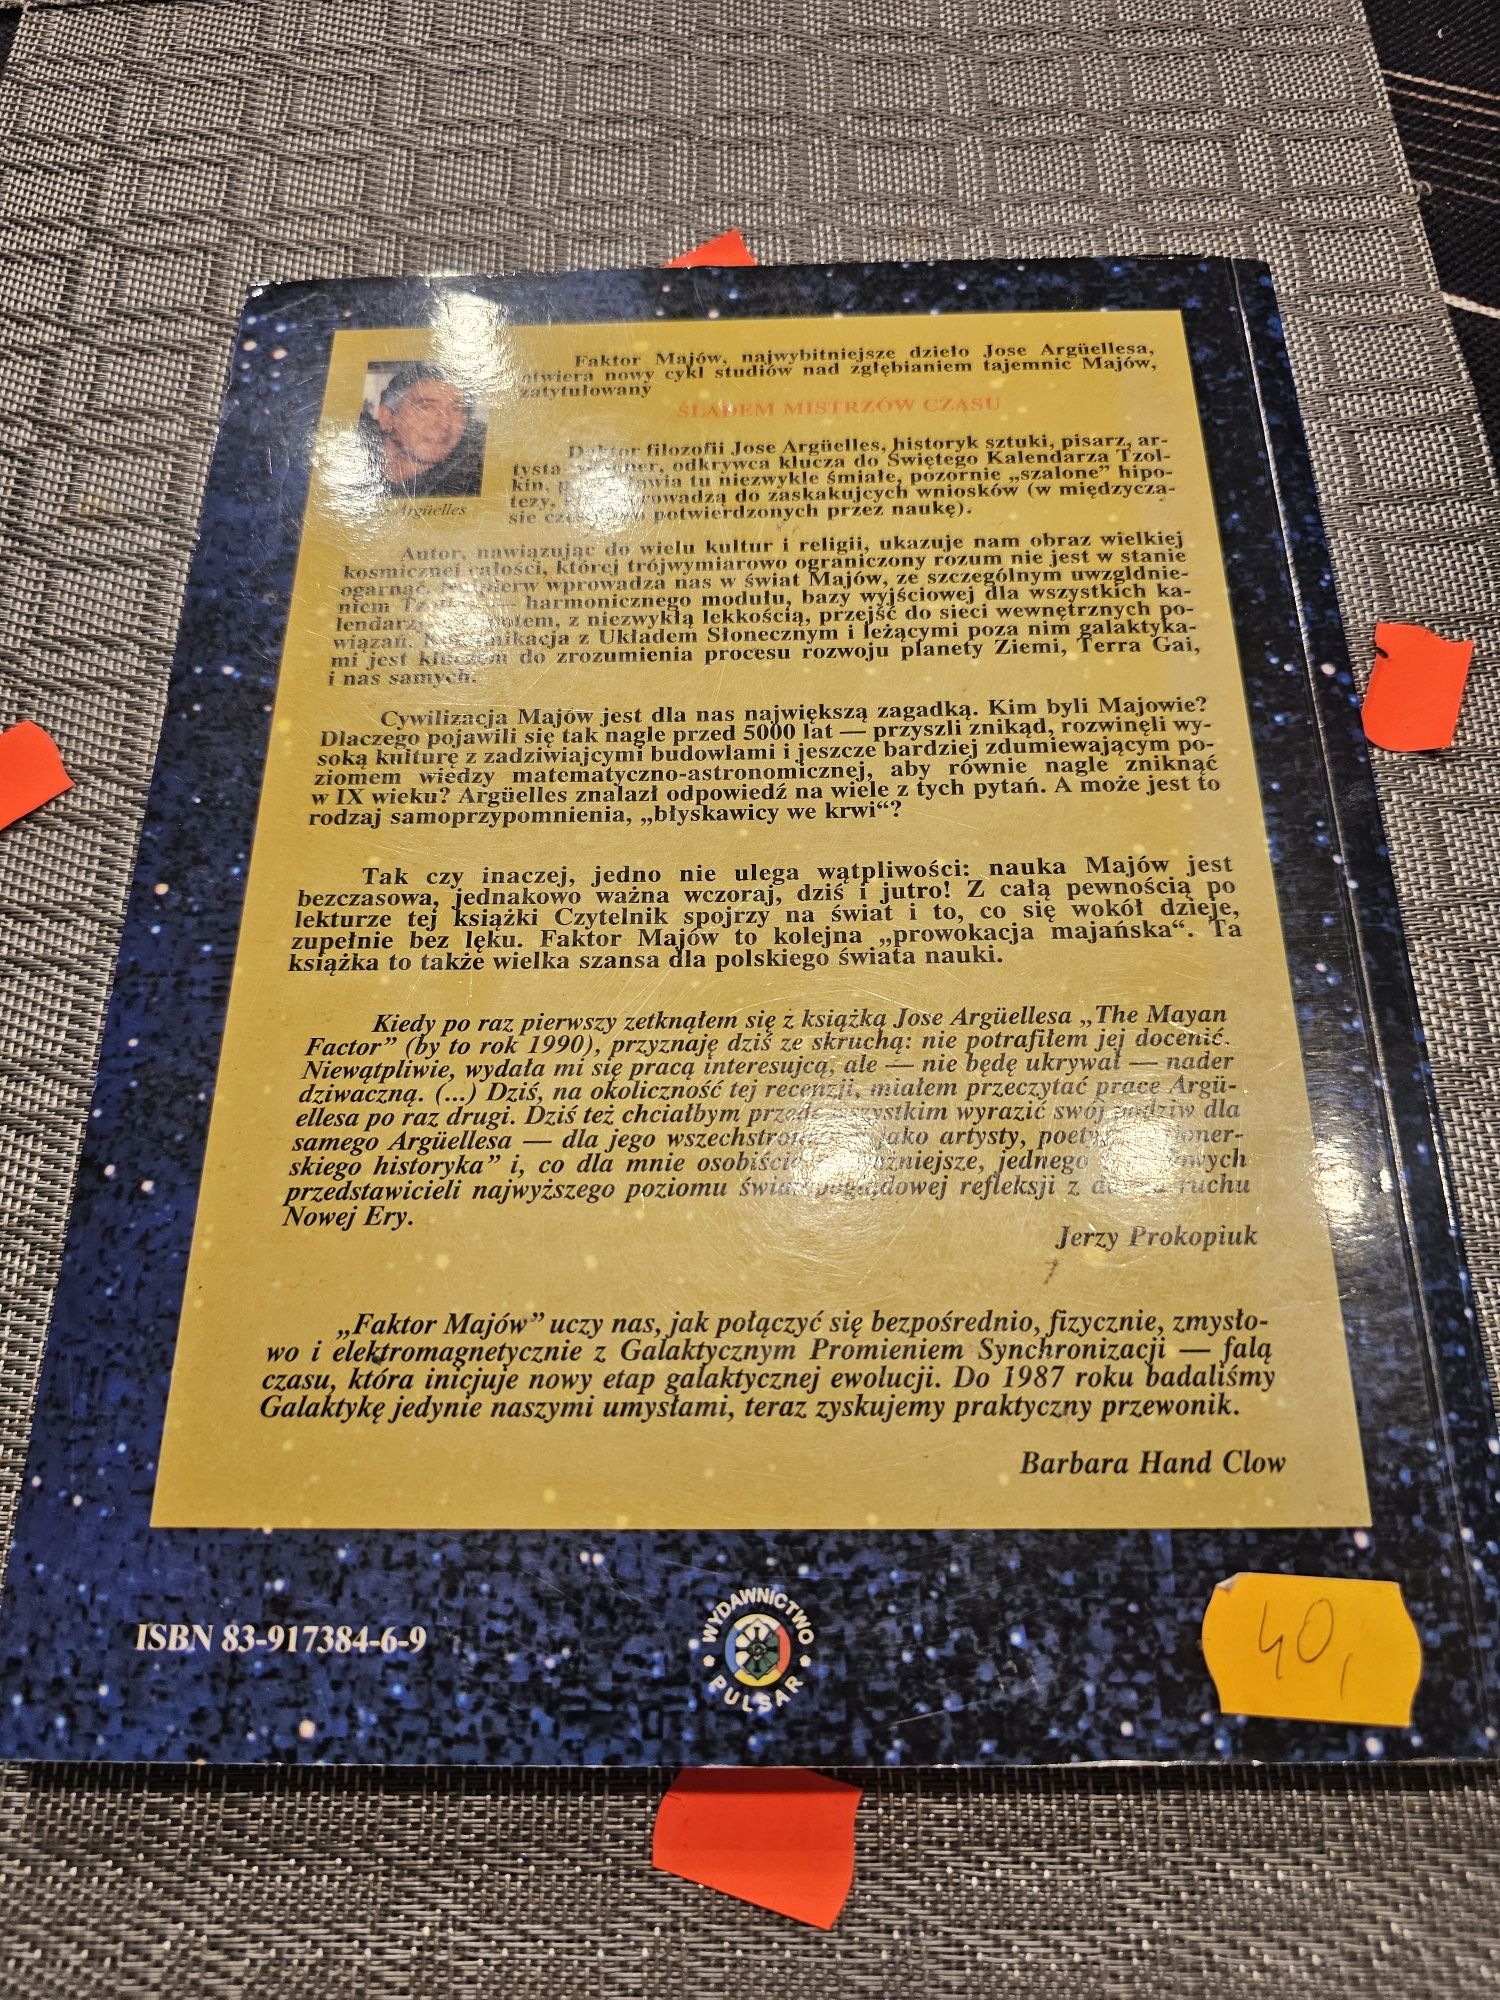 Faktor Majów, najwybitniejsze dzieło Jose Argüellesa,
otwiera nowy cykl studiów nad zgłębianiem tajemnic Majów,
zatytułowany
ŚLADEM MISTRZÓW CZASU
Doktor filozofii Jose Argüelles, historyk sztuki, pisarz, ar-
tysta odkrywca klucza do Świętego Kalendarza Tzol-
kin, tu niezwykle śmiałe, pozornie „szalone” hipo-
tezy, do zaskakujcych wniosków (w międzycza-
sie potwierdzonych przez naukę).
Argüelles
Autor, nawiązując do wielu kultur i religii, ukazuje nam obraz wielkiej
kosmicznej całości, której trójwymiarowo ograniczony rozum nie jest w stanie
ogarnąć. wprowadza nas w świat Majów, ze szczególnym uwzgldnie-
niem — harmonicznego modułu, bazy wyjściowej dla wszystkich ka-
z niezwykłą lekkością, przejść do sieci wewnętrznych po-
wiązań. z Układem Słonecznym i leżącymi poza nim galaktyka-
mi jest kluczem do zrozumienia procesu rozwoju planety Ziemi, Terra Gai,
i nas samych.
Cywilizacja Majów jest dla nas największą zagadką. Kim byli Majowie?
Dlaczego pojawili się tak nagle przed 5000 lat — przyszli znikąd, rozwinęli wy-
soką kulturę z zadziwiajcymi budowlami i jeszcze bardziej zdumiewającym po-
ziomem wiedzy matematyczno-astronomicznej, aby równie nagle zniknąć
w IX wieku? Argüelles znalazł odpowiedź na wiele z tych pytań. A może jest to
rodzaj samoprzypomnienia, „błyskawicy we krwi“?
Tak czy inaczej, jedno nie ulega wątpliwości: nauka Majów jest
bezczasowa, jednakowo ważna wczoraj, dziś i jutro! Z całą pewnością po
lekturze tej książki Czytelnik spojrzy na świat i to, co się wokół dzieje,
zupełnie bez lęku. Faktor Majów to kolejna „prowokacja majańska“. Ta
książka to także wielka szansa dla polskiego świata nauki.
Kiedy po raz pierwszy zetknąłem się z książką Jose Argüellesa „The Mayan
Factor” (by to rok 1990), przyznaję dziś ze skruchą: nie potrafiłem jej docenić.
Niewątpliwie, wydała mi się pracą interesujcą, ale — nie będę ukrywał — nader
dziwaczną. (...) Dziś, na okoliczność tej recenzji, miałem przeczytać pracę Argü-
ellesa po raz drugi. Dziś też chciałbym przede wszystkim wyrazić swój podziw dla
samego Argüellesa — dla jego jako artysty,
skiego historyka” i, co dla mnie osobiście jednego
przedstawicieli najwyższego poziomu światopoglądowej refleksji z ruchu
Nowej Ery.
Jerzy Prokopiuk
„Faktor Majów” uczy nas, jak połączyć się bezpośrednio, fizycznie, zmysło-
wo i elektromagnetycznie z Galaktycznym Promieniem Synchronizacji — falą
czasu, która inicjuje nowy etap galaktycznej ewolucji. Do 1987 roku badaliśmy
Galaktykę jedynie naszymi umysłami, teraz zyskujemy praktyczny przewonik.
Barbara Hand Clow
ISBN 83-917384-6-9
WYDAWNICTWO
PULSAR
40,